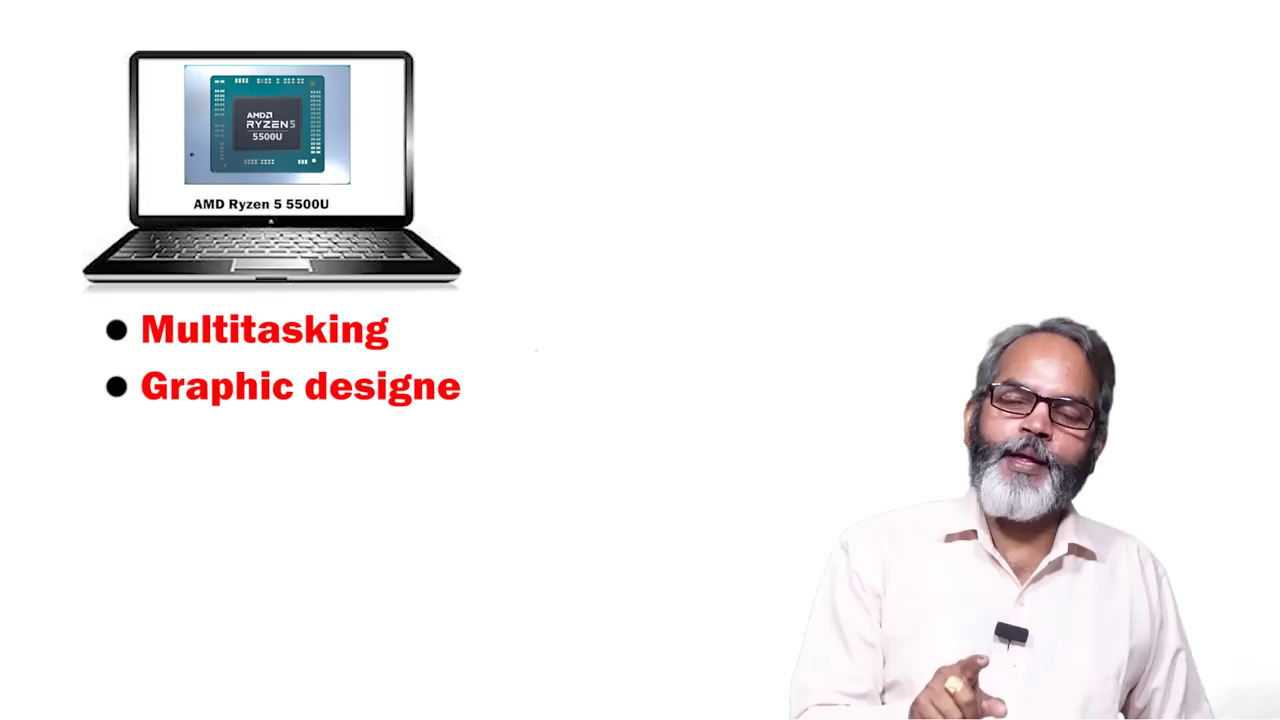 AMD
RYZEN 5
5500U
AMD Ryzen 5 5500U
Multitasking
Graphic designe